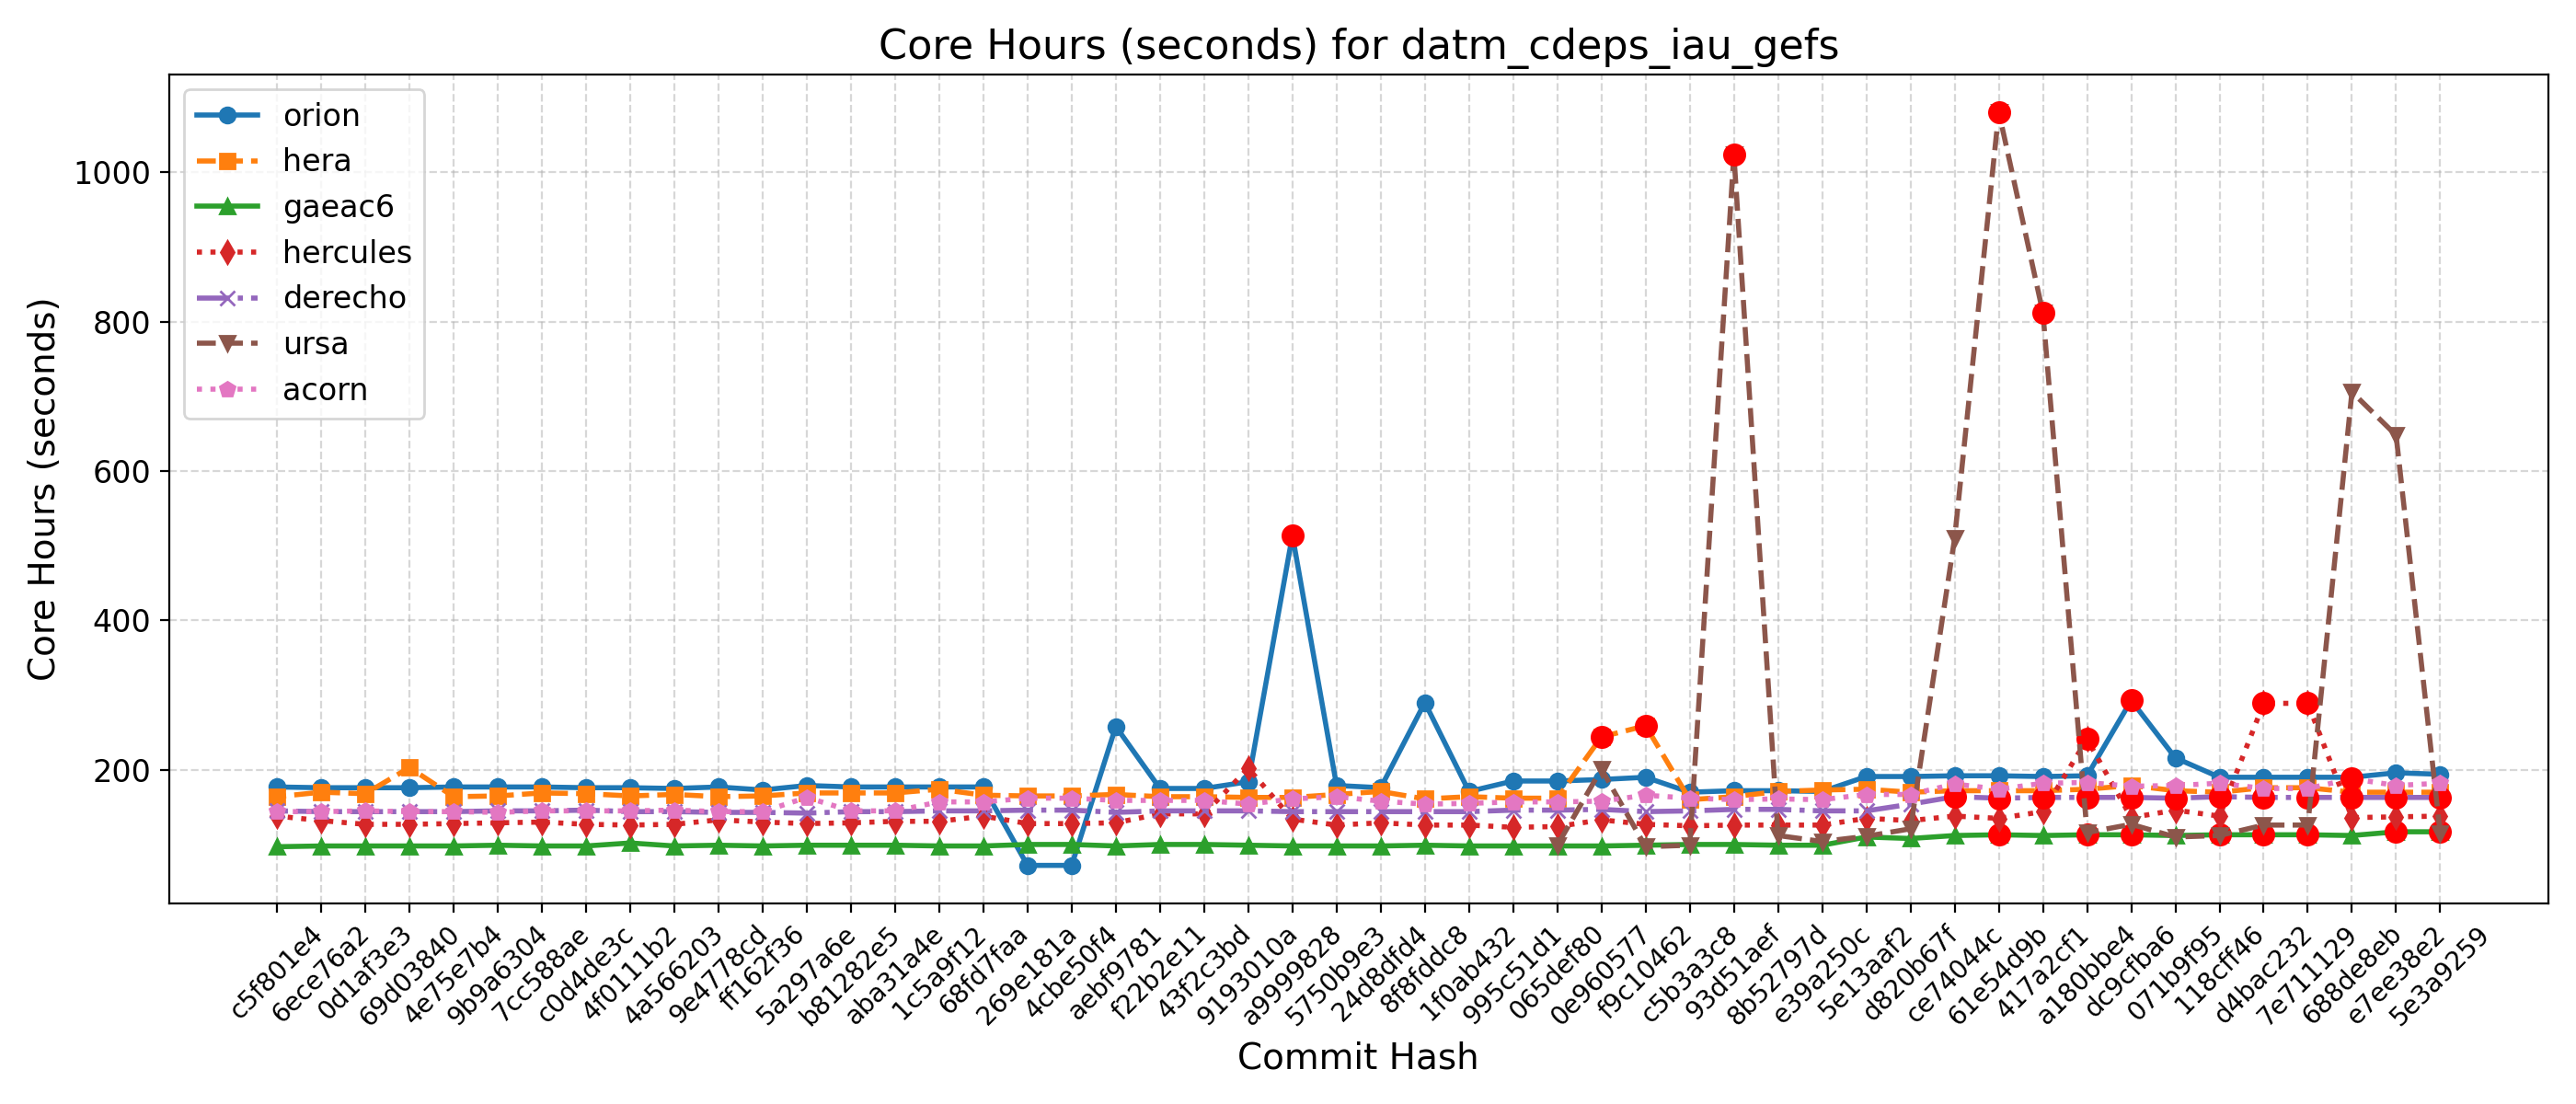 Core Hours (seconds) for datm_cdeps_iau_gefs
Core Hours (seconds)
1000
800
600
400
200
orion
hera
gaeac6
hercules
derecho
ursa
acorn
c5f801e4
6ece76a2
0d1af3e3
69d03840
4e75e7b4
9b9a6304
7cc588ae
c0d4de3c
4f0111b2
4a566203
9e4778cd
ff162f36
5a297a6e
b81282e5
aba31a4e
1c5a9f12
68fd7faa
269e181a
4cbe50f4
aebf9781
f22b2e11
43f2c3bd
9193010a
a9999828
5750b9e3
24d8dfd4
8f8fddc8
1f0ab432
995c51d1
065def80
0e960577
f9c10462
c5b3a3c8
93d51aef
8b52797d
e39a250c
5e13aaf2
d820b67f
ce74044c
61e54d9b
417a2cf1
a180bbe4
dc9cfba6
071b9f95
118cff46
d4bac232
7e711129
688de8eb
e7ee38e2
5e3a9259
Commit Hash